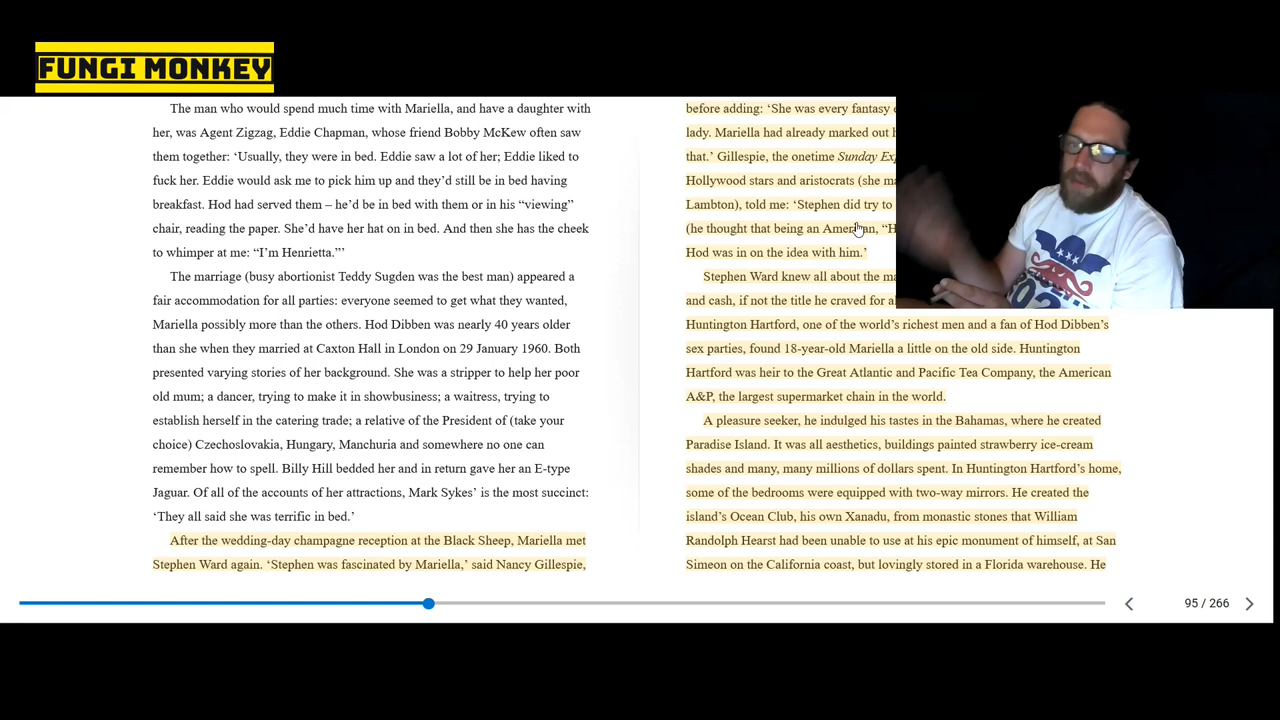 FUNGI MONKEY
The man who would spend much time with Mariella, and have a daughter with
her, was Agent Zigzag, Eddie Chapman, whose friend Bobby McKew often saw
them together: ‘Usually, they were in bed. Eddie saw a lot of her; Eddie liked to
fuck her. Eddie would ask me to pick him up and they’d still be in bed having
breakfast. Hod had served them – he’d be in bed with them or in his “viewing”
chair, reading the paper. She’d have her hat on in bed. And then she has the cheek
to whimper at me: “I’m Henrietta.”’
The marriage (busy abortionist Teddy Sugden was the best man) appeared a
fair accommodation for all parties: everyone seemed to get what they wanted,
Mariella possibly more than the others. Hod Dibben was nearly 40 years older
than she when they married at Caxton Hall in London on 29 January 1960. Both
presented varying stories of her background. She was a stripper to help her poor
old mum; a dancer, trying to make it in showbusiness; a waitress, trying to
establish herself in the catering trade; a relative of the President of (take your
choice) Czechoslovakia, Hungary, Manchuria and somewhere no one can
remember how to spell. Billy Hill bedded her and in return gave her an E-type
Jaguar. Of all of the accounts of her attractions, Mark Sykes’ is the most succinct:
‘They all said she was terrific in bed.’
After the wedding-day champagne reception at the Black Sheep, Mariella met
Stephen Ward again. ‘Stephen was fascinated by Mariella,’ said Nancy Gillespie,
before adding: ‘She was every fantasy
lady. Mariella had already marked out
that.’ Gillespie, the onetime Sunday
Hollywood stars and aristocrats (she
Lambton), told me: ‘Stephen did try to
(he thought that being an American,
Hod was in on the idea with him.’
Stephen Ward knew all about the
and cash, if not the title he craved for
Huntington Hartford, one of the world’s richest men and a fan of Hod Dibben’s
sex parties, found 18-year-old Mariella a little on the old side. Huntington
Hartford was heir to the Great Atlantic and Pacific Tea Company, the American
A&P, the largest supermarket chain in the world.
A pleasure seeker, he indulged his tastes in the Bahamas, where he created
Paradise Island. It was all aesthetics, buildings painted strawberry ice-cream
shades and many, many millions of dollars spent. In Huntington Hartford’s home,
some of the bedrooms were equipped with two-way mirrors. He created the
island’s Ocean Club, his own Xanadu, from monastic stones that William
Randolph Hearst had been unable to use at his epic monument of himself, at San
Simeon on the California coast, but lovingly stored in a Florida warehouse. He
95 / 266